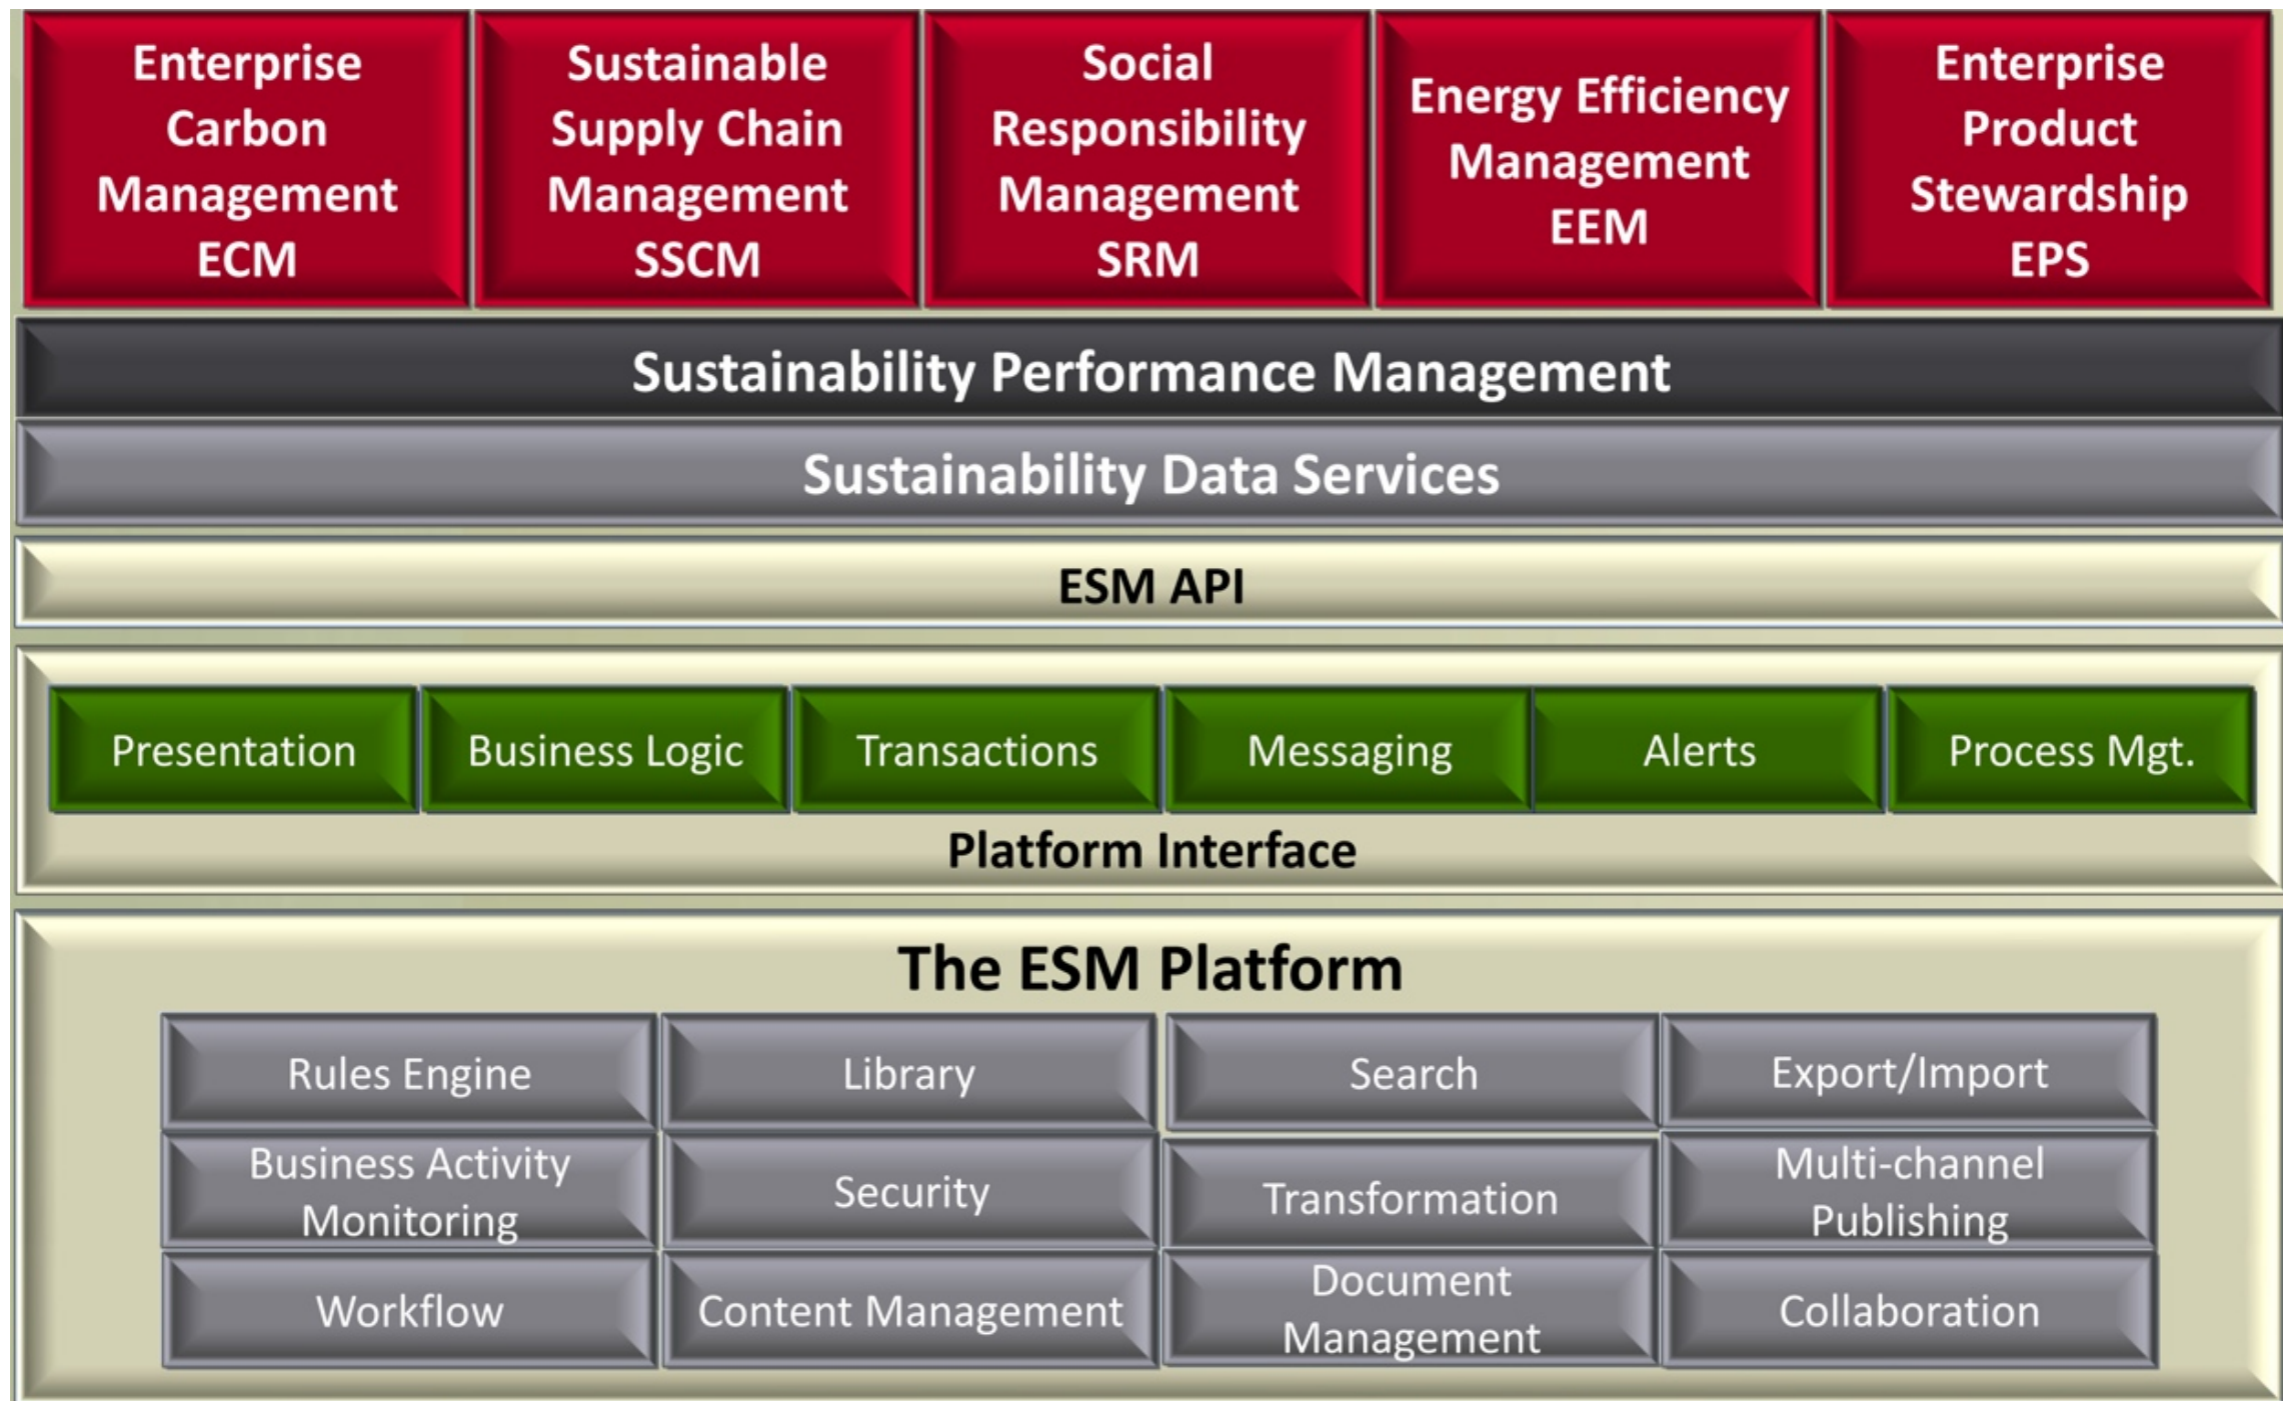 Enterprise
Carbon
Management
ECM
Sustainable
Supply Chain
Management
SSCM
Social
Responsibility
Management
SRM
Energy Efficiency
Management
EEM
Enterprise
Product
Stewardship
EPS
Sustainability Performance Management
Sustainability Data Services
ESM API
Presentation
Business Logic
Transactions
Messaging
Alerts
Process Mgt.
Platform Interface
The ESM Platform
Rules Engine
Library
Search
Export/Import
Business Activity
Monitoring
Security
Transformation
Multi-channel
Publishing
Workflow
Content Management
Document
Management
Collaboration